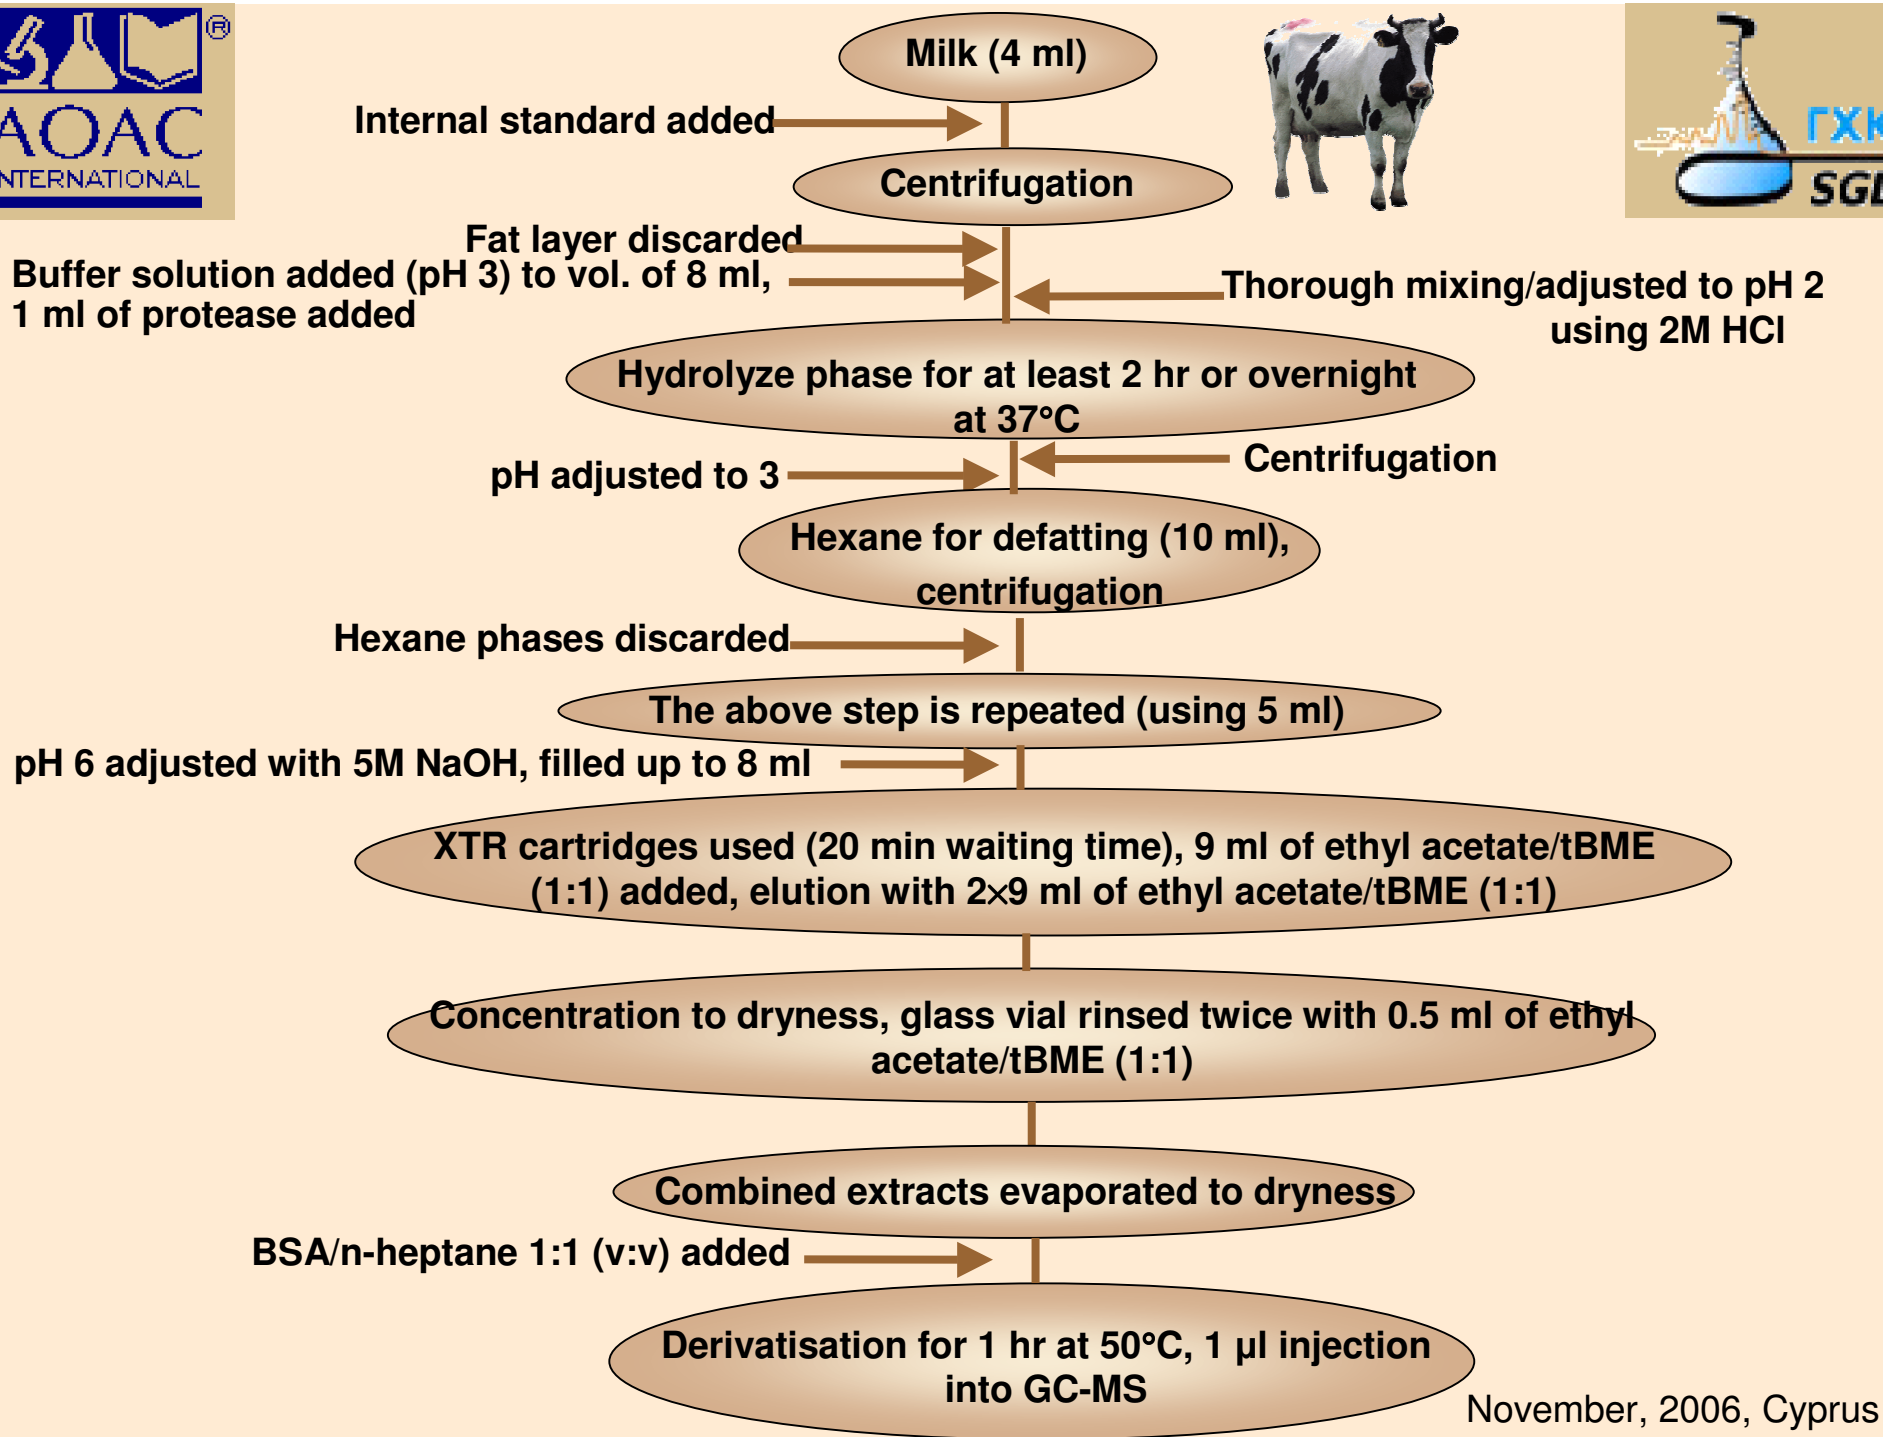 ®
AOAC
INTERNATIONAL
ΓΧΚ
Milk (4 ml)
Internal standard added
Centrifugation
Fat layer discarded
Buffer solution added (pH 3) to vol. of 8 ml,
1 ml of protease added
Thorough mixing/adjusted to pH 2
using 2M HCl
Hydrolyze phase for at least 2 hr or overnight
at 37°C
Centrifugation
pH adjusted to 3
Hexane for defatting (10 ml),
centrifugation
Hexane phases discarded
The above step is repeated (using 5 ml)
pH 6 adjusted with 5M NaOH, filled up to 8 ml
XTR cartridges used (20 min waiting time), 9 ml of ethyl acetate/tBME
(1:1) added, elution with 2×9 ml of ethyl acetate/tBME (1:1)
Concentration to dryness, glass vial rinsed twice with 0.5 ml of ethyl
acetate/tBME (1:1)
Combined extracts evaporated to dryness
BSA/n-heptane 1:1 (v:v) added
Derivatisation for 1 hr at 50°C, 1 µl injection
into GC-MS
November, 2006, Cyprus